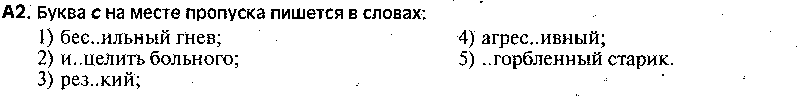 А2. Буква с на месте пропуска пишется в словах:
1) бес..ильный гнев; 4) агрес..ивный;
2) и..целить больного; 5) ..горбленный старик.
3) рез..кий;